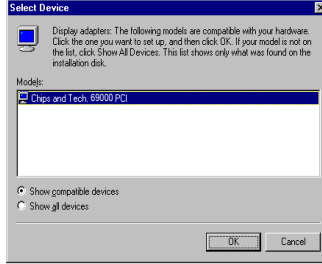 Select Device
Display adapters: The following models are compatible with your hardware.
Click the one you want to set up, and then click OK. If your model is not on
the list, click Show All Devices. This list shows only what was found on the
installation disk.
Models:
Chips and Tech. 69000 PCI
Show compatible devices
Show all devices
OK
Cancel